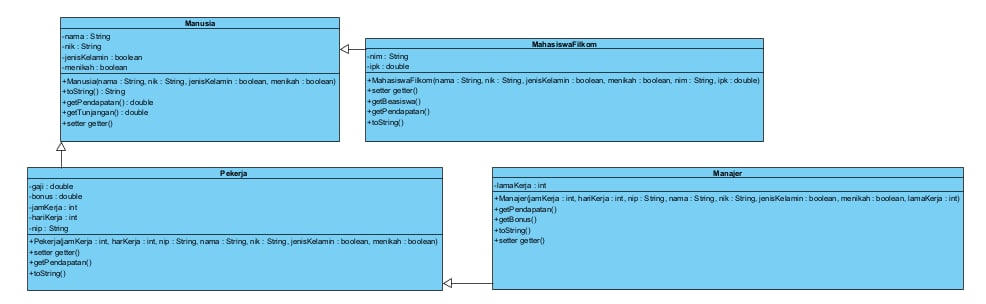 Manusia
-nama : String
-nik : String
-jenisKelamin : boolean
-menikah : boolean
+Manusia(nama : String, nik : String, jenisKelamin : boolean, menikah : boolean)
+toString() : String
+getPendapatan() : double
+getTunjangan() : double
+setter getter()
MahasiswaFilkom
-nim : String
-ipk : double
+MahasiswaFilkom(nama : String, nik : String, jenisKelamin : boolean, menikah : boolean, nim : String, ipk : double)
+setter getter()
+getBeasiswa()
+getPendapatan()
+toString()
Pekerja
-gaji : double
-bonus : double
-jamKerja : int
-hariKerja : int
-nip : String
+Pekerja(jamKerja : int, harKerja : int, nip : String, nama : String, nik : String, jenisKelamin : boolean, menikah : boolean)
+setter getter()
+getPendapatan()
+toString()
Manajer
-lamaKerja : int
+Manajer(jamKerja : int, hariKerja : int, nip : String, nama : String, nik : String, jenisKelamin : boolean, menikah : boolean, lamaKerja : int)
+getPendapatan()
+getBonus()
+toString()
+setter getter()